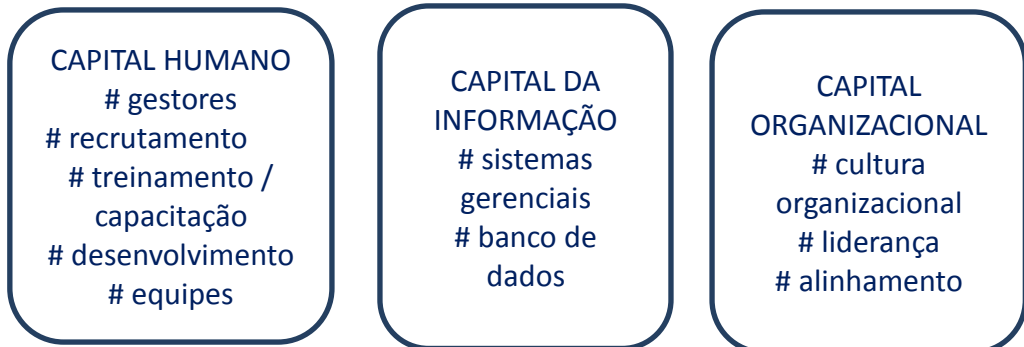 CAPITAL HUMANO
# gestores
# recrutamento
# treinamento /
capacitação
# desenvolvimento
# equipes
CAPITAL DA
INFORMAÇÃO
# sistemas
gerenciais
# banco de
dados
CAPITAL
ORGANIZACIONAL
# cultura
organizacional
# liderança
# alinhamento